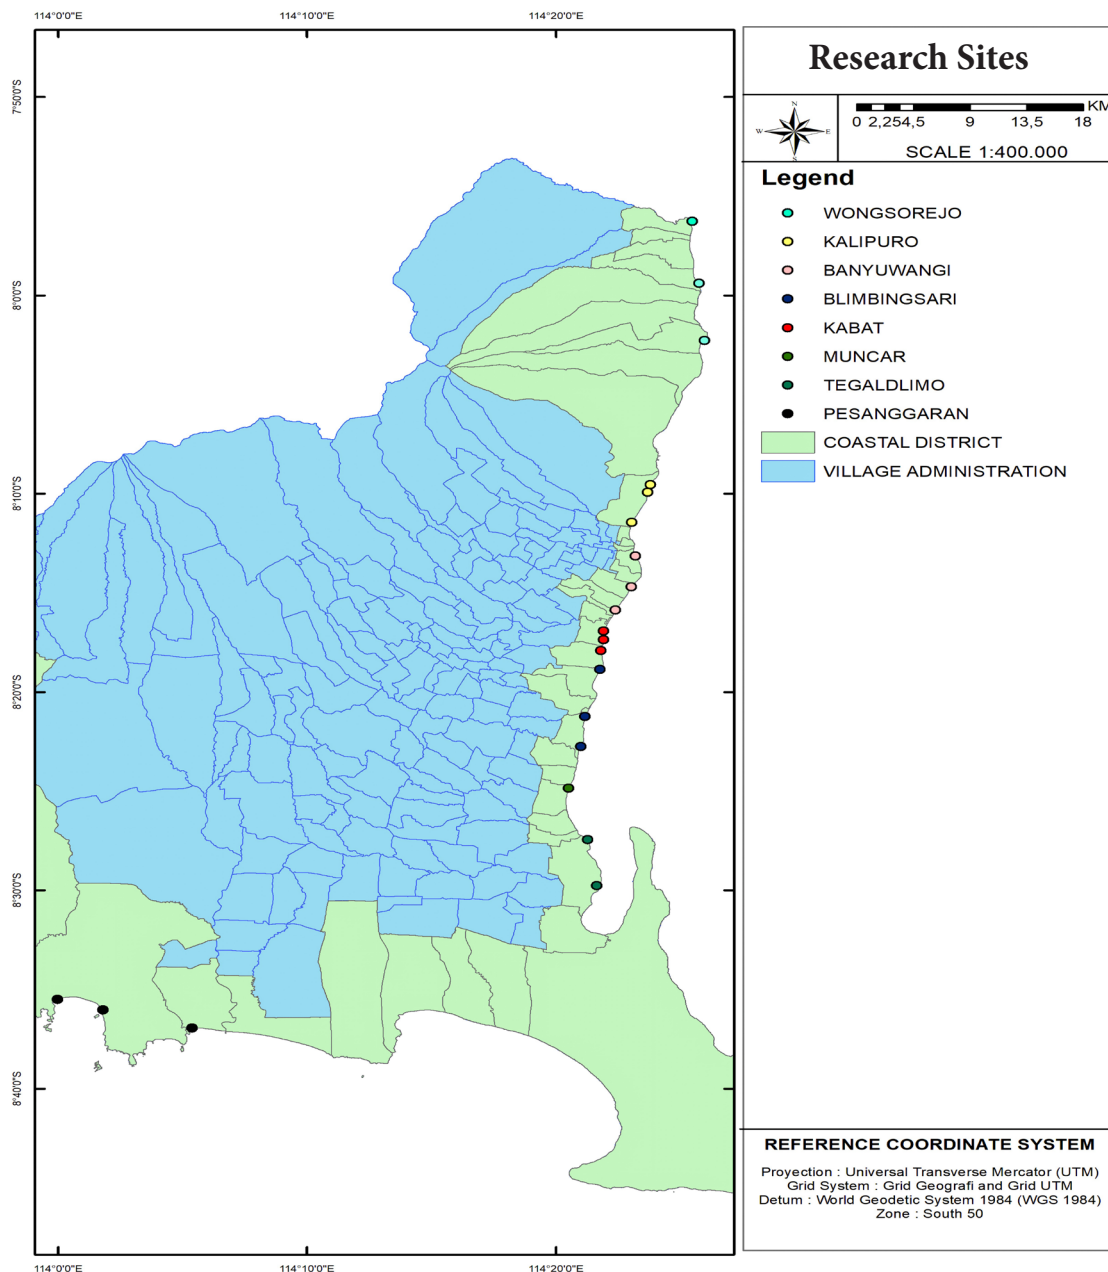 114°0'0"E 114°10'0"E 114°20'0"E
7°50'0"S
8°0'0"S
8°10'0"S
8°20'0"S
8°30'0"S
8°40'0"S
114°0'0"E 114°10'0"E 114°20'0"E
Research Sites
N
W E
S
KM
0 2,254,5 9 13,5 18
SCALE 1:400.000
Legend
WONGSOREJO
KALIPURO
BANYUWANGI
BLIMBINGSARI
KABAT
MUNCAR
TEGALDLIMO
PESANGGARAN
COASTAL DISTRICT
VILLAGE ADMINISTRATION
REFERENCE COORDINATE SYSTEM
Proyection : Universal Transverse Mercator (UTM)
Grid System : Grid Geografi and Grid UTM
Detum : World Geodetic System 1984 (WGS 1984)
Zone : South 50